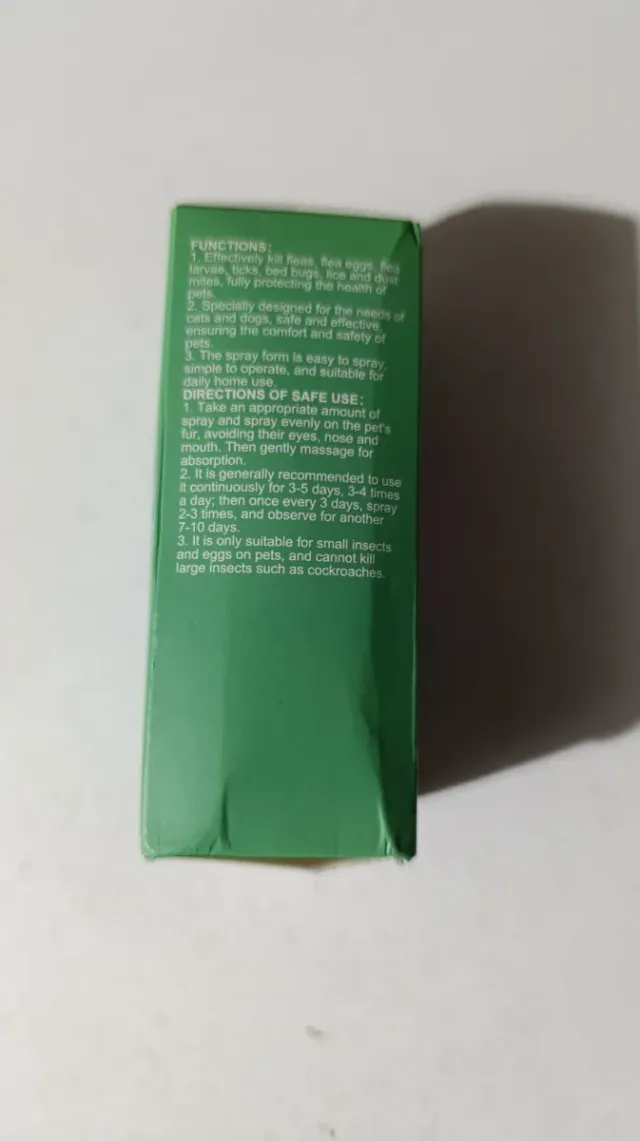 FUNCTIONS:
1. Effectively kill fleas, flea eggs, flea
larvae, ticks, bed bugs, lice and dust
mites, fully protecting the health of
pets.
2. Specially designed for the needs of
cats and dogs, safe and effective,
ensuring the comfort and safety of
pets.
3. The spray form is easy to spray,
simple to operate, and suitable for
daily home use.
DIRECTIONS OF SAFE USE:
1. Take an appropriate amount of
spray and spray evenly on the pet's
fur, avoiding their eyes, nose and
mouth. Then gently massage for
absorption.
2. It is generally recommended to use
it continuously for 3-5 days, 3-4 times
a day; then once every 3 days, spray
2-3 times, and observe for another
7-10 days.
3. It is only suitable for small insects
and eggs on pets, and cannot kill
large insects such as cockroaches.